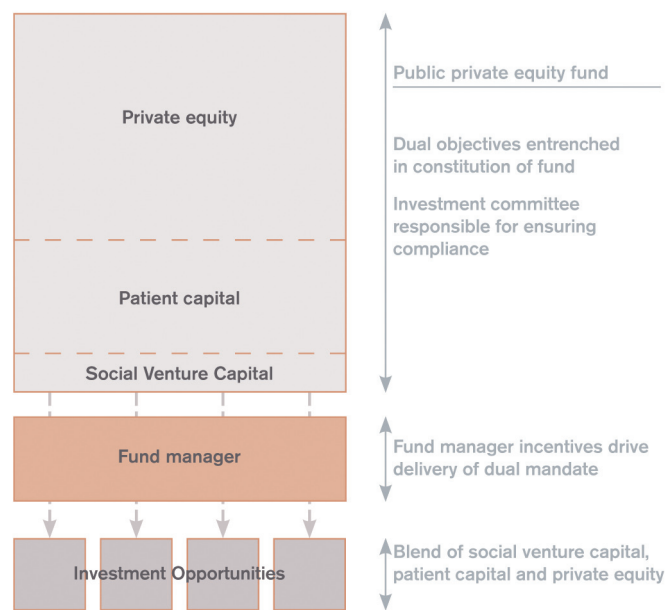 Private equity
Patient capital
Social Venture Capital
Fund manager
Investment Opportunities
Public private equity fund
Dual objectives entrenched
in constitution of fund
Investment committee
responsible for ensuring
compliance
Fund manager incentives drive
delivery of dual mandate
Blend of social venture capital,
patient capital and private equity